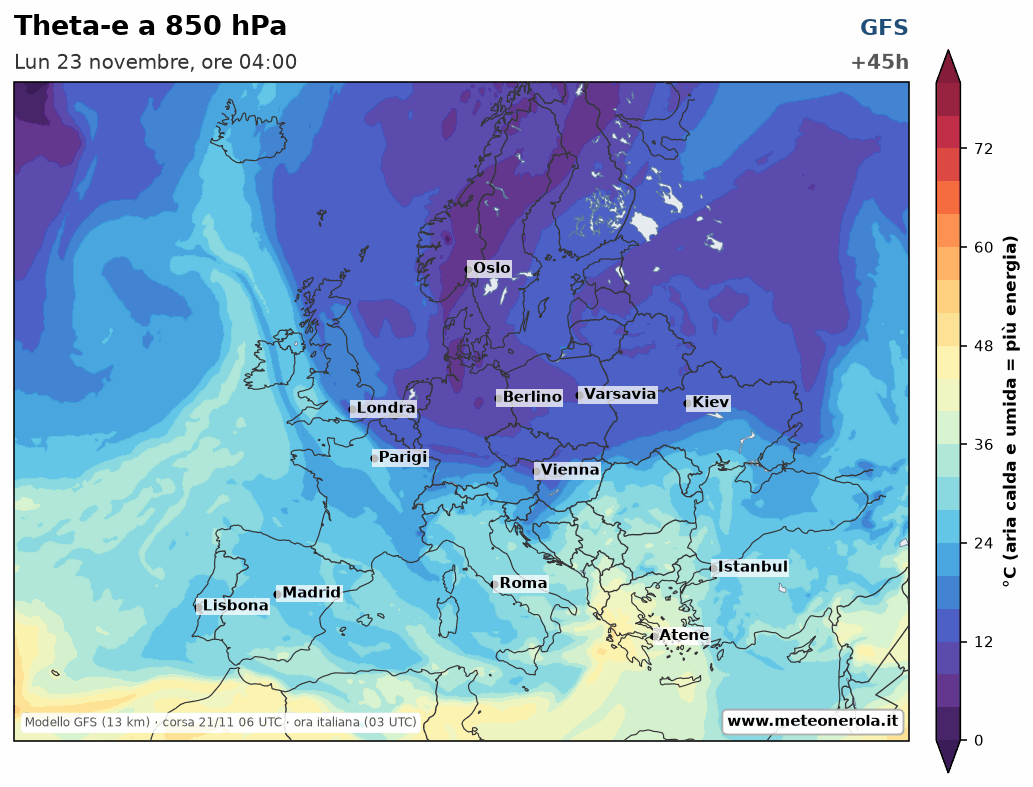 Theta-e a 850 hPa
GFS
Lun 23 novembre, ore 04:00
+45h
72
60
48
36
24
12
0
°C (aria calda e umida = più energia)
Oslo
Berlino
Varsavia
Kiev
Londra
Parigi
Vienna
Istanbul
Roma
Madrid
Lisbona
Atene
Modello GFS (13 km) · corsa 21/11 06 UTC · ora italiana (03 UTC)
www.meteonerola.it